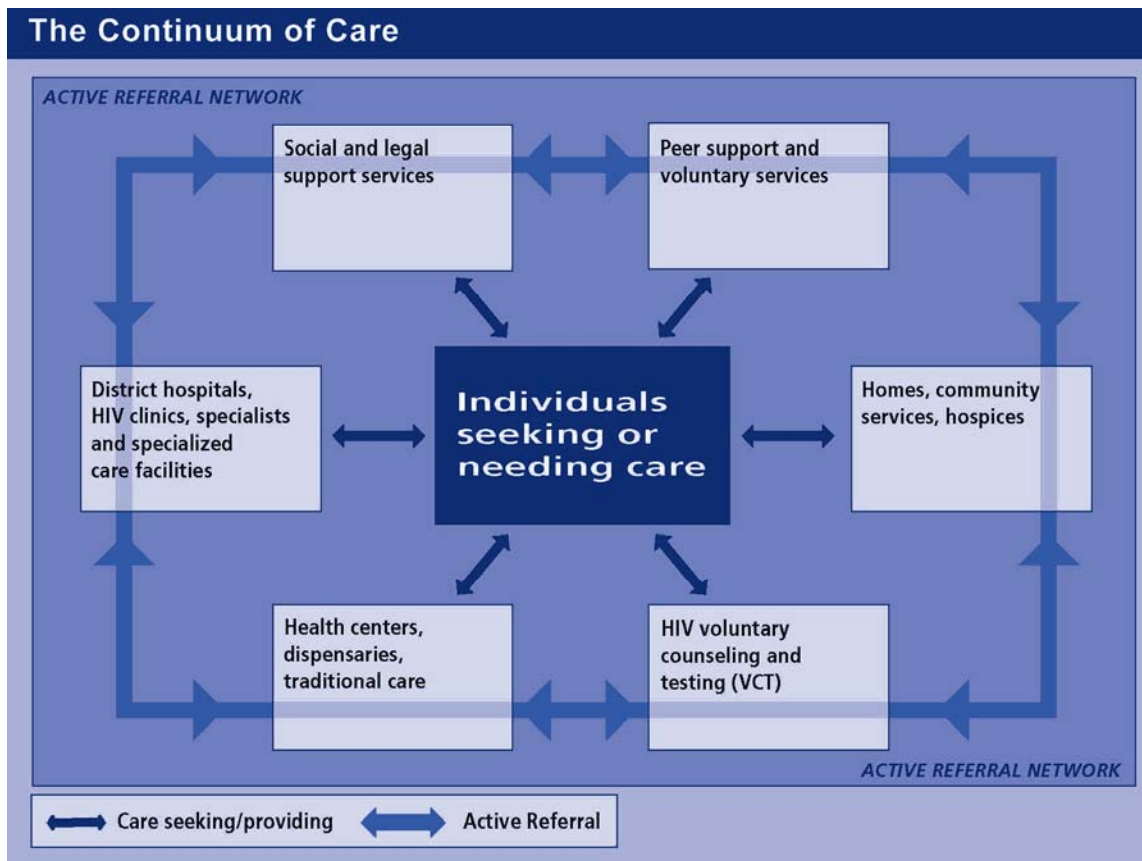 The Continuum of Care
ACTIVE REFERRAL NETWORK
Social and legal
support services
Peer support and
voluntary services
District hospitals,
HIV clinics, specialists
and specialized
care facilities
Individuals
seeking or
needing care
Homes, community
services, hospices
Health centers,
dispensaries,
traditional care
HIV voluntary
counseling and
testing (VCT)
ACTIVE REFERRAL NETWORK
Care seeking/providing
Active Referral